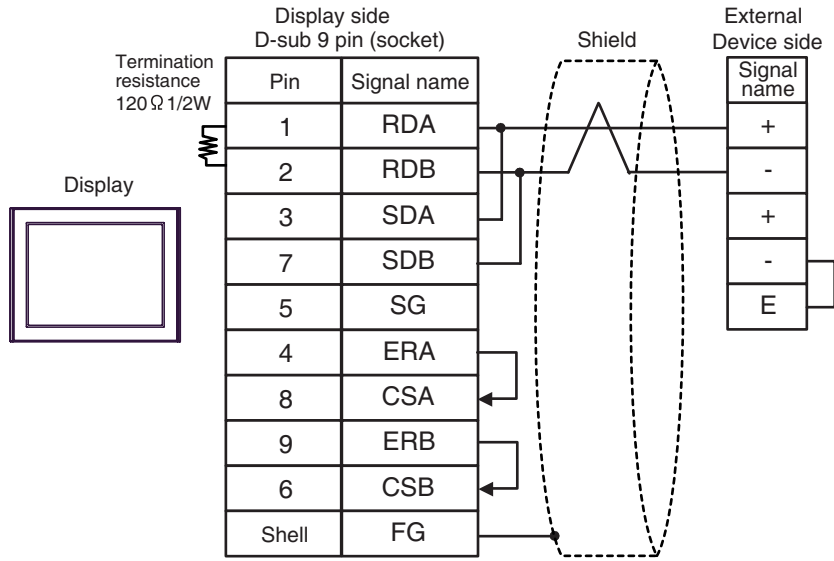 Display side
D-sub 9 pin (socket)
Shield
External
Device side
Termination
resistance
120Ω 1/2W
Display
Pin Signal name
1 RDA
2 RDB
3 SDA
7 SDB
5 SG
4 ERA
8 CSA
9 ERB
6 CSB
Shell FG
Signal
name
+
-
+
-
E